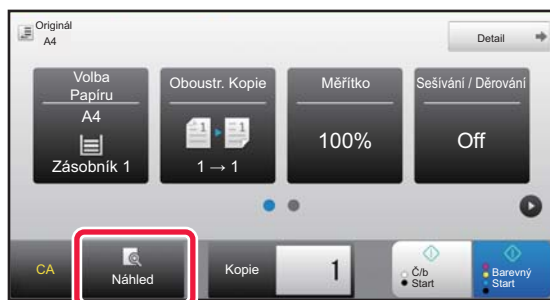 Originál
A4
Detail
Volba
Papíru
A4
Zásobník 1
Oboustr. Kopie
1 → 1
Měřítko
100%
Sešívání / Děrování
Off
CA
Náhled
Kopie
1
Č/b
Start
Barevný
Start